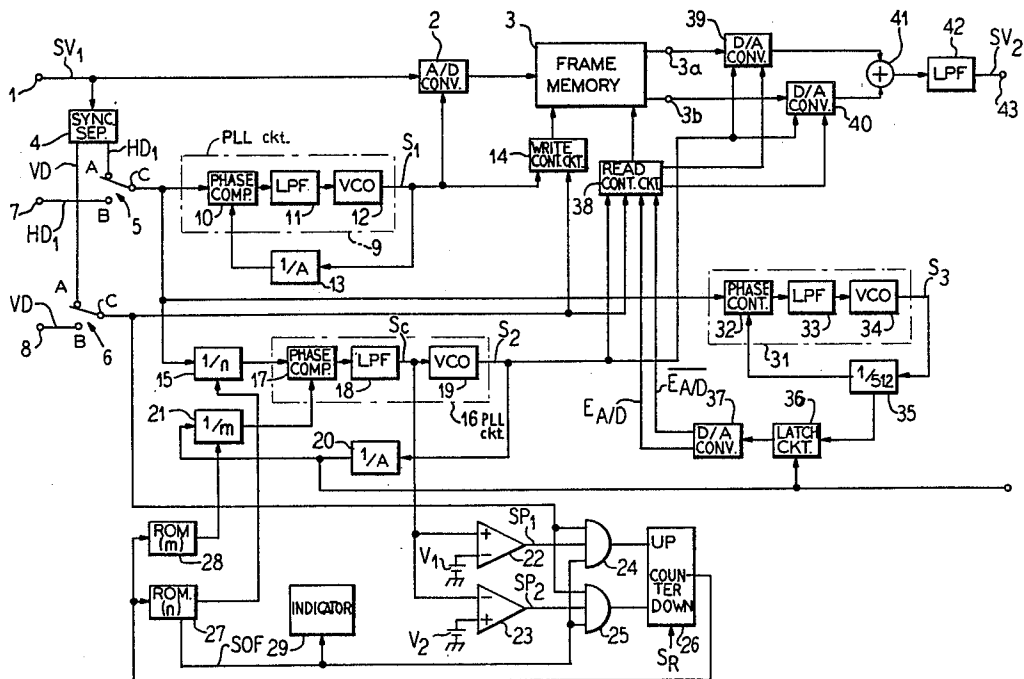 SV1
1
2
A/D
CONV.
3
FRAME
MEMORY
3a
3b
39
D/A
CONV.
41
+
42
LPF
SV2
43
D/A
CONV.
40
4
SYNC
SEP.
VD
HD1
A
C
B
5
7
HD1
PLL ckt.
S1
PHASE
COMP.
10
LPF
11
VCO
12
9
1/A
13
14
WRITE
CONT.CKT.
38
READ
CONT. CKT
A
C
B
6
VD
8
S3
PHASE
CONT.
32
LPF
33
VCO
34
31
1/512
35
Sc
S2
1/n
15
PHASE
COMP.
17
LPF
18
VCO
19
16 PLL
ckt.
21
1/m
20
1/A
EA/D
EA/D
37
D/A
CONV.
36
LATCH
CKT.
ROM
(m)
28
ROM.
(n)
27
SOF
INDICATOR
29
V1
+
−
22
SP1
V2
−
+
23
SP2
24
25
UP
COUN
TER
DOWN
26
SR